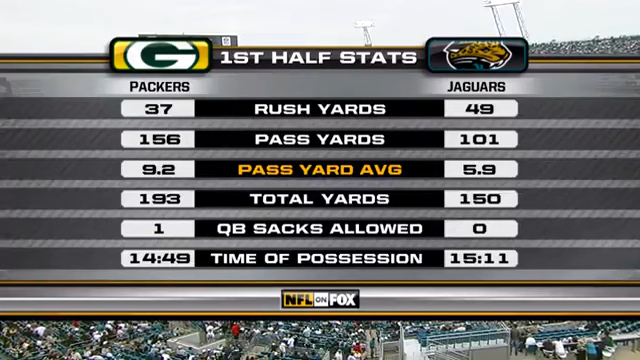 G 1ST HALF STATS
PACKERS JAGUARS
37 RUSH YARDS 49
156 PASS YARDS 101
9.2 PASS YARD AVG 5.9
193 TOTAL YARDS 150
1 QB SACKS ALLOWED 0
14:49 TIME OF POSSESSION 15:11
NFL ON FOX